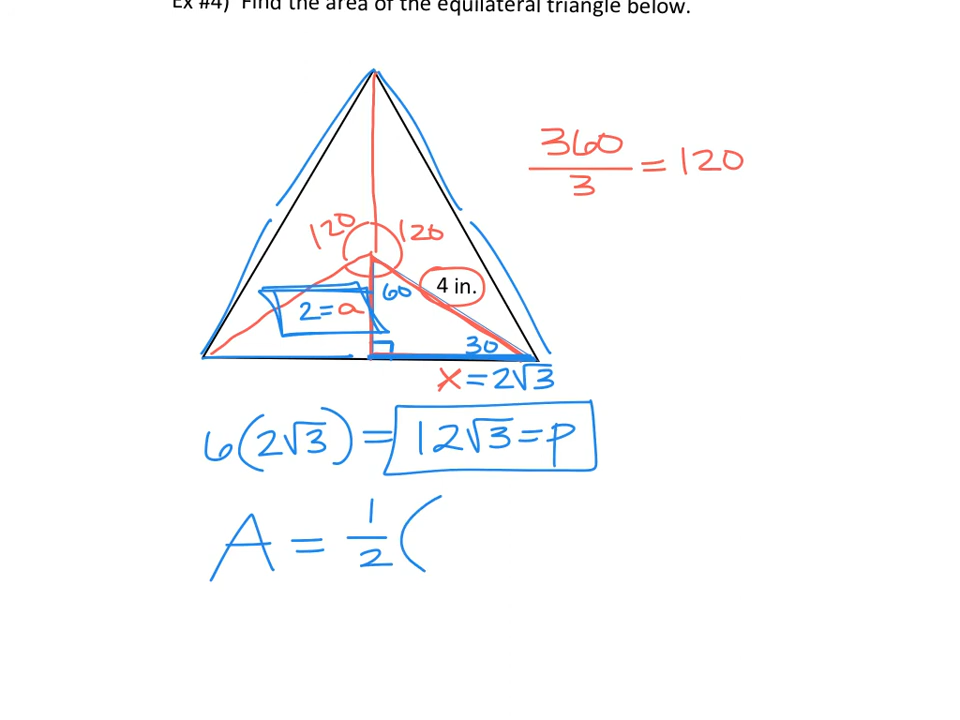 Ex #4) Find the area of the equilateral triangle below.
360
3
= 120
120
120
60
4 in.
2 = a
30
x = 2√3
6(2√3) = 12√3 = p
A = 1/2 (